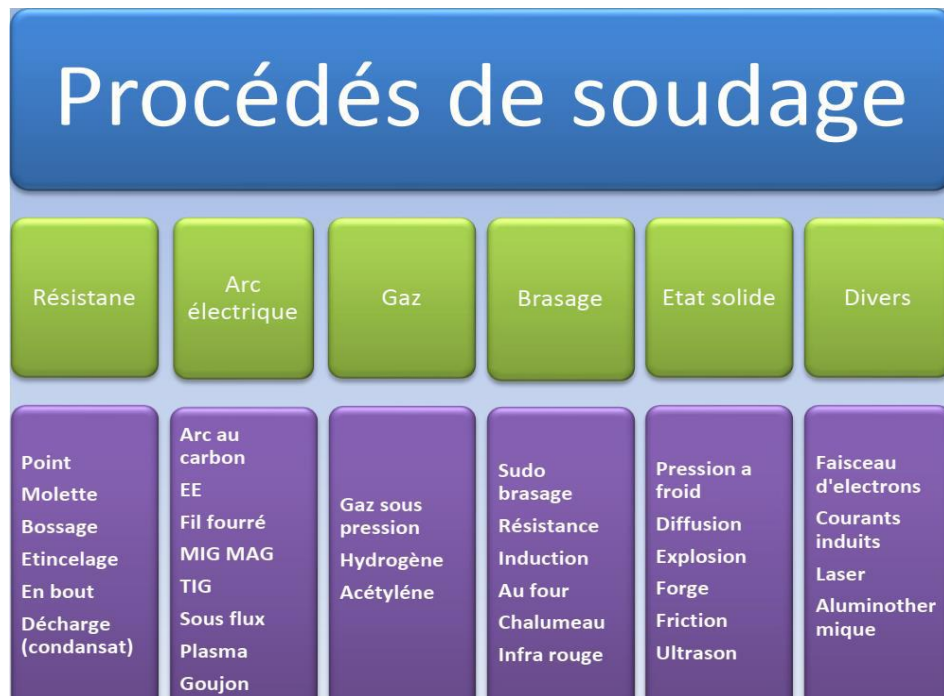 Procédés de soudage
Résistane
Arc
électrique
Gaz
Brasage
Etat solide
Divers
Point
Molette
Bossage
Etincelage
En bout
Décharge
(condansat)
Arc au
carbon
EE
Fil fourré
MIG MAG
TIG
Sous flux
Plasma
Goujon
Gaz sous
pression
Hydrogène
Acétyléne
Sudo
brasage
Résistance
Induction
Au four
Chalumeau
Infra rouge
Pression a
froid
Diffusion
Explosion
Forge
Friction
Ultrason
Faisceau
d'electrons
Courants
induits
Laser
Aluminother
mique